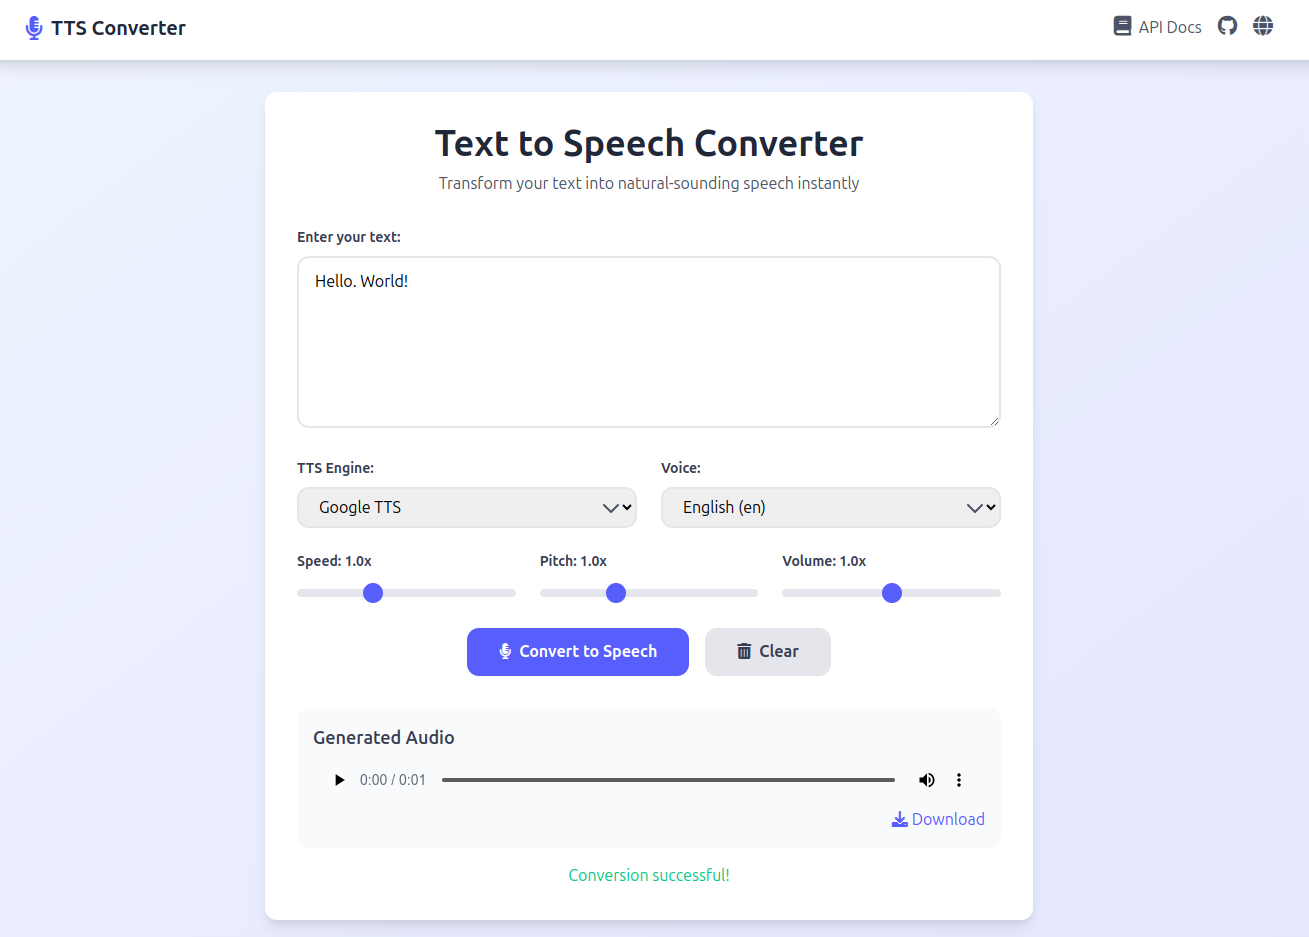 TTS Converter
API Docs
Text to Speech Converter
Transform your text into natural-sounding speech instantly
Enter your text:
Hello. World!
TTS Engine:
Voice:
Google TTS
English (en)
Speed: 1.0x
Pitch: 1.0x
Volume: 1.0x
Convert to Speech
Clear
Generated Audio
0:00 / 0:01
Download
Conversion successful!